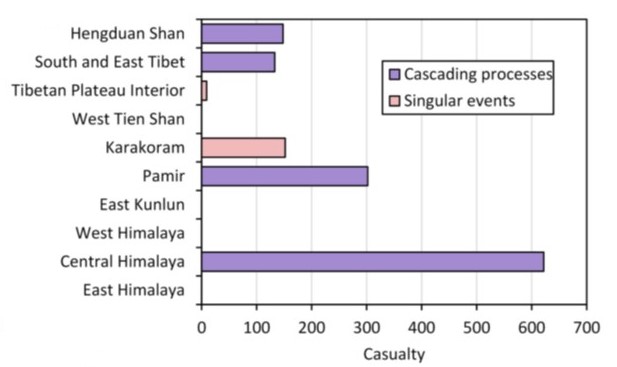 Hengduan Shan
South and East Tibet
Tibetan Plateau Interior
West Tien Shan
Karakoram
Pamir
East Kunlun
West Himalaya
Central Himalaya
East Himalaya
Cascading processes
Singular events
0 100 200 300 400 500 600 700
Casualty